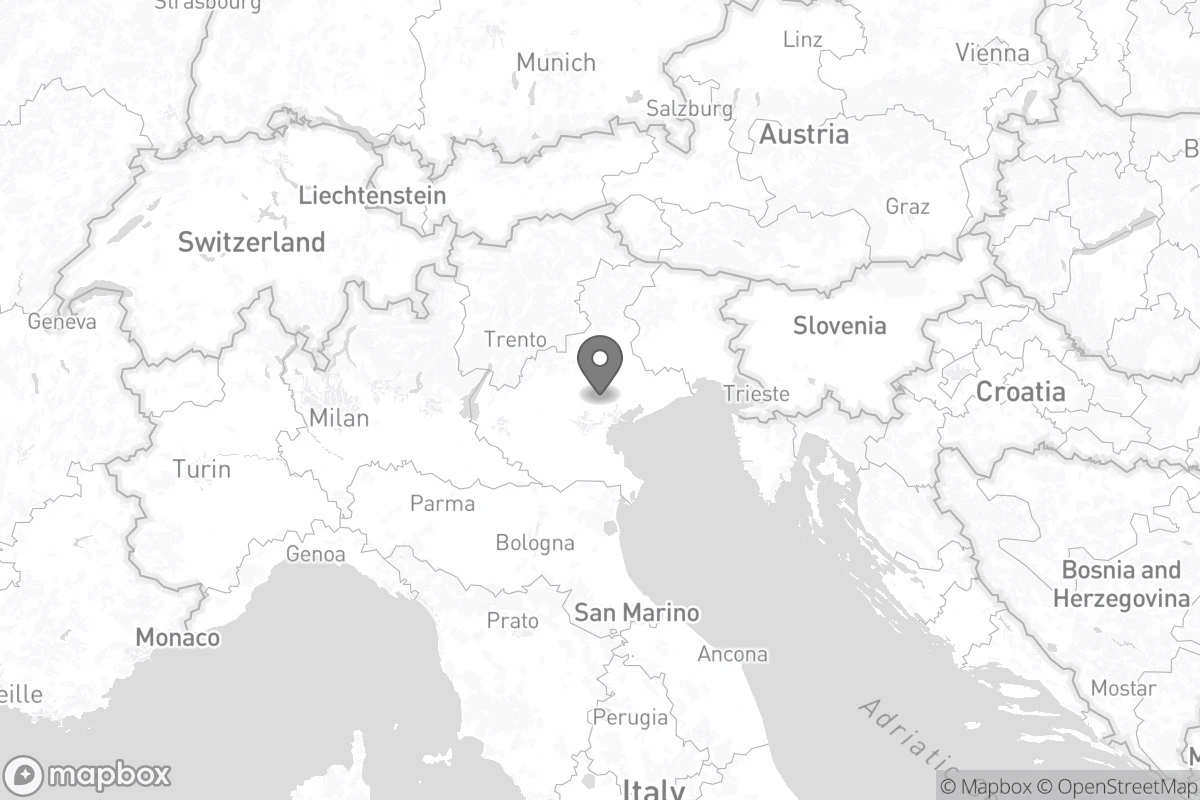 Strasbourg
Munich
Linz
Vienna
Salzburg
Austria
B
Liechtenstein
Graz
Switzerland
Geneva
Trento
Slovenia
Trieste
Croatia
Milan
Turin
Parma
Bologna
Genoa
Bosnia and
Herzegovina
Prato
San Marino
Monaco
Ancona
eille
Mostar
Perugia
Adriatic
M
mapbox
Italy
© Mapbox © OpenStreetMap